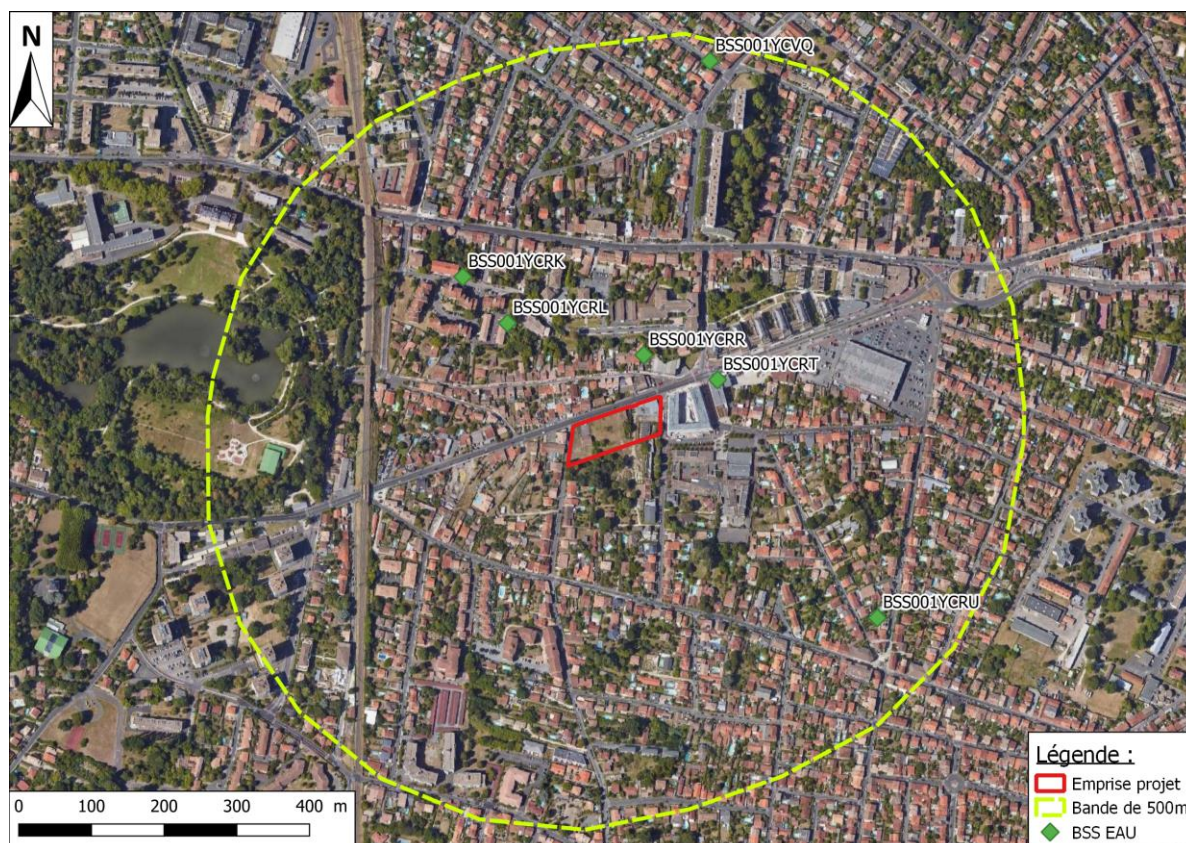 N
BSS001YCVQ
BSS001YCRK
BSS001YCRL
BSS001YCRR
BSS001YCRT
BSS001YCRU
Légende :
Emprise projet
Bande de 500m
BSS EAU
0 100 200 300 400 m